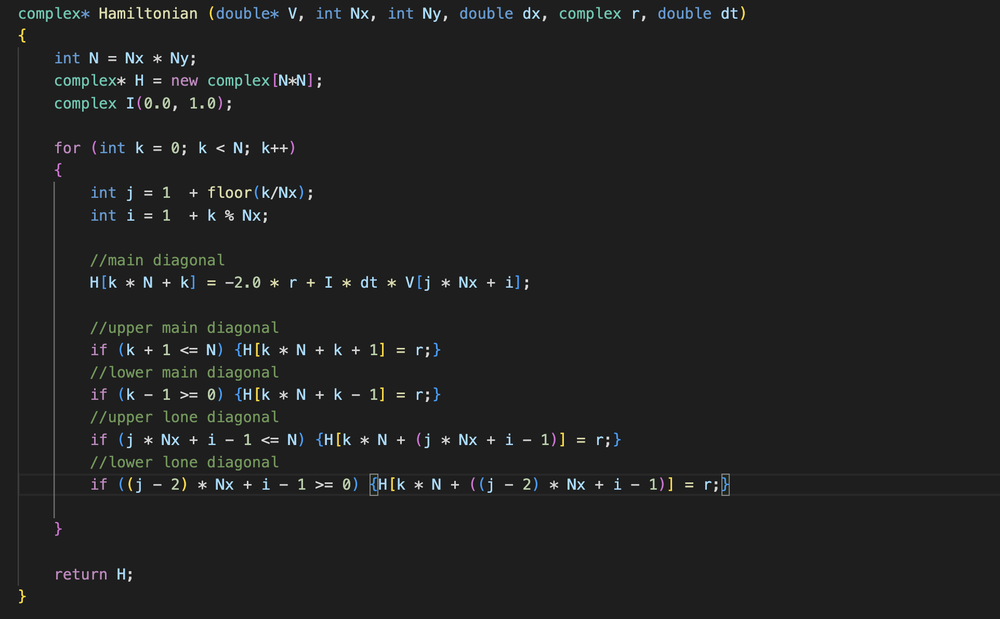 complex* Hamiltonian (double* V, int Nx, int Ny, double dx, complex r, double dt)
{
    int N = Nx * Ny;
    complex* H = new complex[N*N];
    complex I(0.0, 1.0);

    for (int k = 0; k < N; k++)
    {
        int j = 1  + floor(k/Nx);
        int i = 1  + k % Nx;

        //main diagonal
        H[k * N + k] = -2.0 * r + I * dt * V[j * Nx + i];

        //upper main diagonal
        if (k + 1 <= N) {H[k * N + k + 1] = r;}
        //lower main diagonal
        if (k - 1 >= 0) {H[k * N + k - 1] = r;}
        //upper lone diagonal
        if (j * Nx + i - 1 <= N) {H[k * N + (j * Nx + i - 1)] = r;}
        //lower lone diagonal
        if ((j - 2) * Nx + i - 1 >= 0) {H[k * N + ((j - 2) * Nx + i - 1)] = r;}

    }

    return H;
}